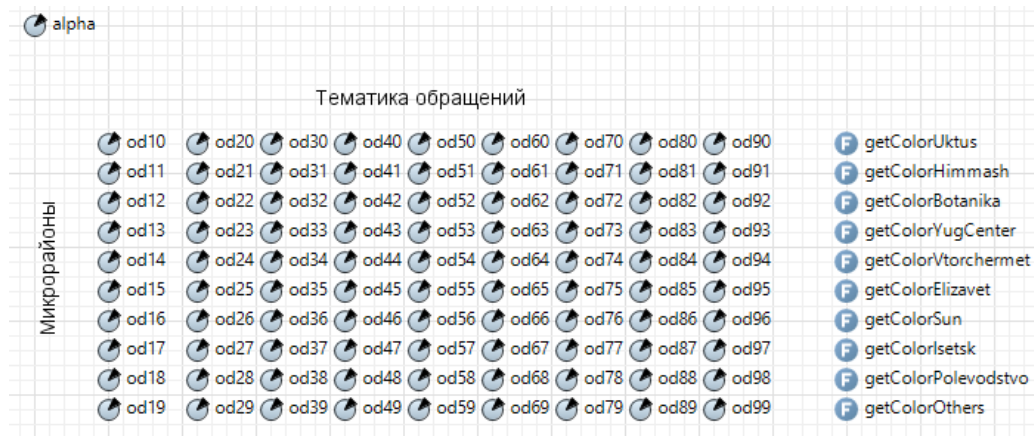 alpha
Тематика обращений
Микрорайоны
od10 od20 od30 od40 od50 od60 od70 od80 od90 F getColorUktus
od11 od21 od31 od41 od51 od61 od71 od81 od91 F getColorHimmash
od12 od22 od32 od42 od52 od62 od72 od82 od92 F getColorBotanika
od13 od23 od33 od43 od53 od63 od73 od83 od93 F getColorYugCenter
od14 od24 od34 od44 od54 od64 od74 od84 od94 F getColorVtorchermet
od15 od25 od35 od45 od55 od65 od75 od85 od95 F getColorElizavet
od16 od26 od36 od46 od56 od66 od76 od86 od96 F getColorSun
od17 od27 od37 od47 od57 od67 od77 od87 od97 F getColorIsetsk
od18 od28 od38 od48 od58 od68 od78 od88 od98 F getColorPolevodstvo
od19 od29 od39 od49 od59 od69 od79 od89 od99 F getColorOthers